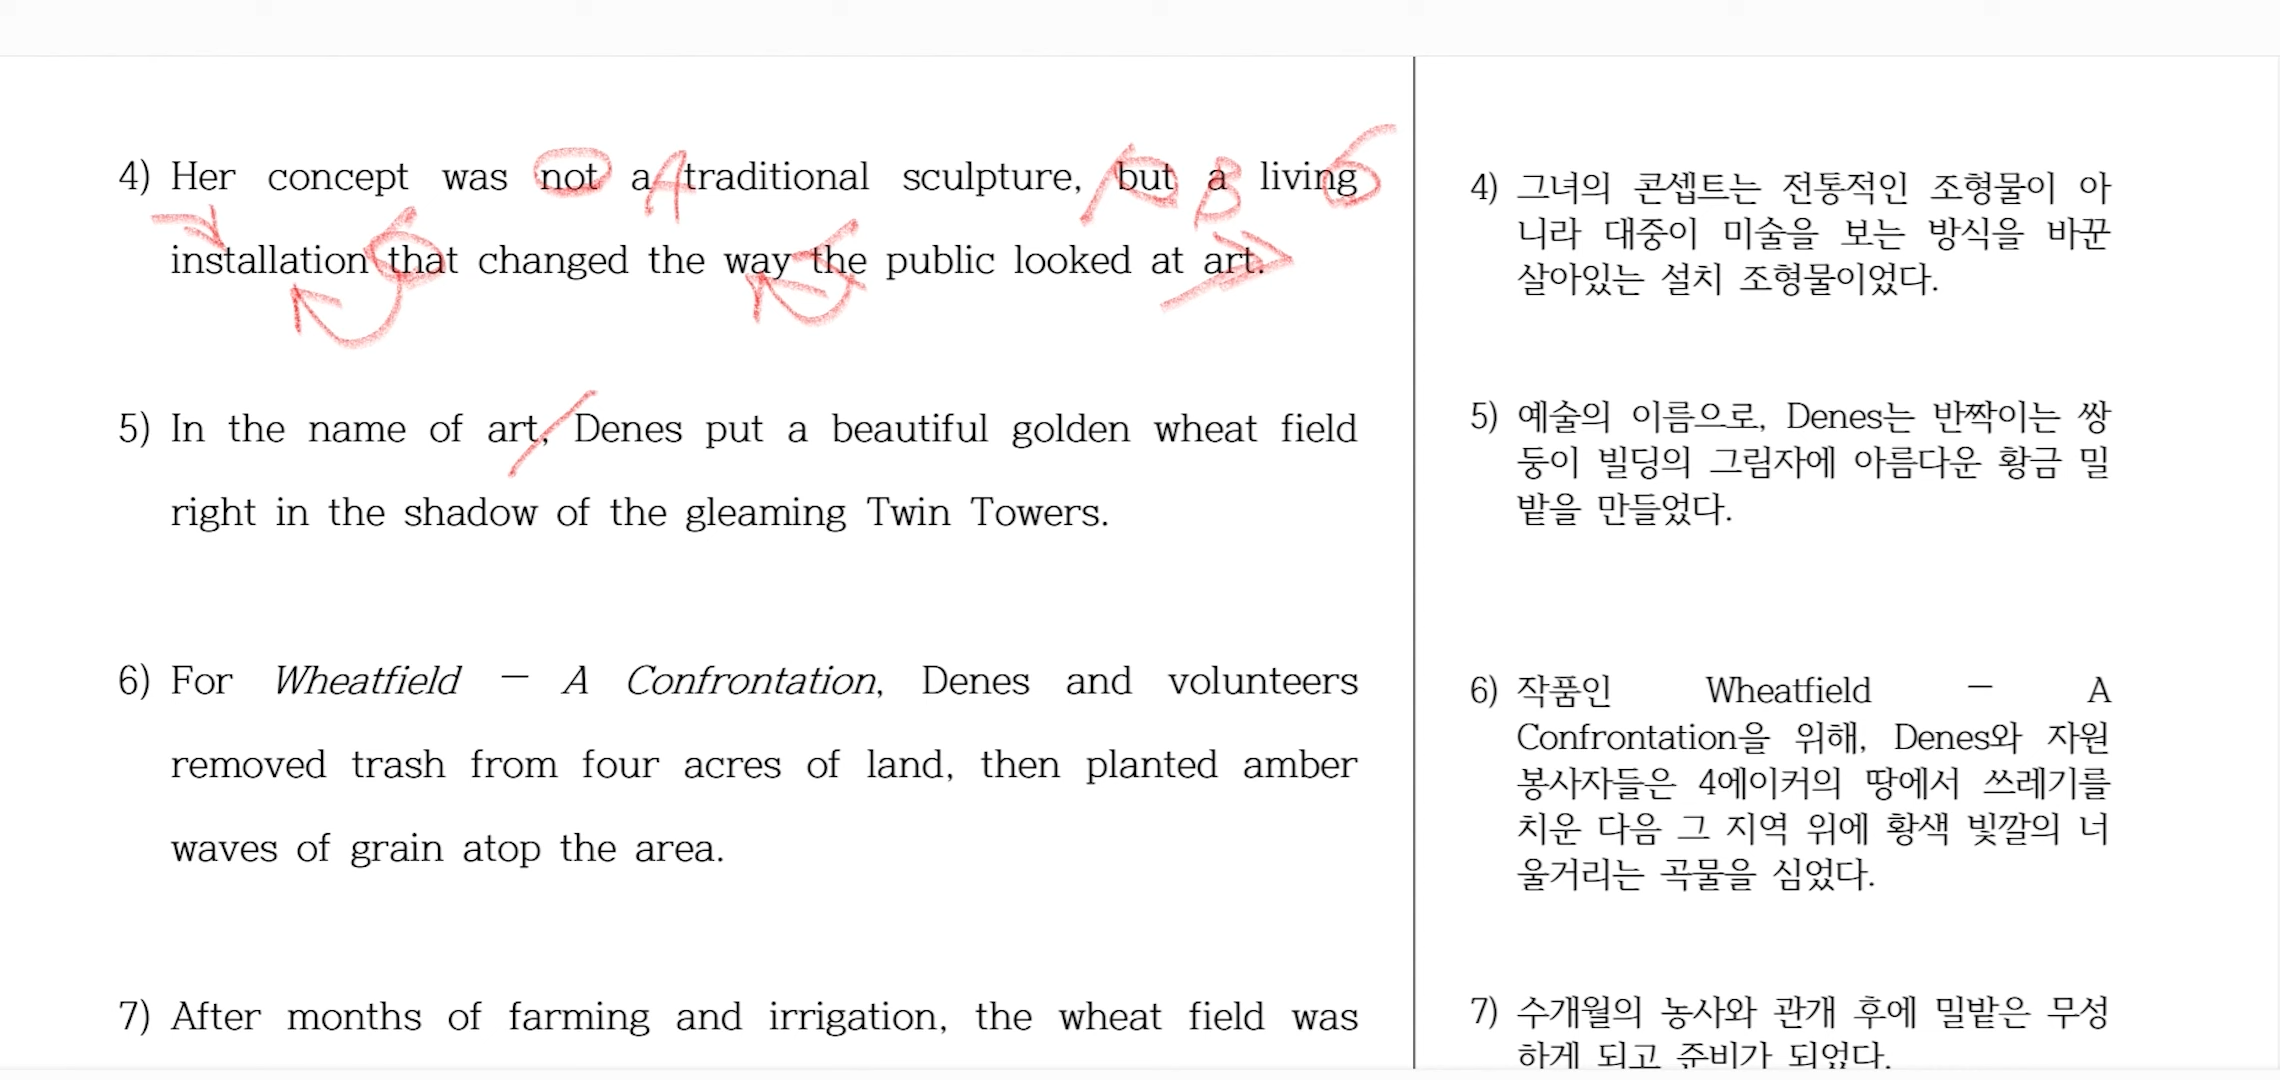 4) Her concept was not a traditional sculpture, but a living
installation that changed the way the public looked at art.
A B
5) In the name of art, Denes put a beautiful golden wheat field
right in the shadow of the gleaming Twin Towers.
6) For Wheatfield - A Confrontation, Denes and volunteers
removed trash from four acres of land, then planted amber
waves of grain atop the area.
7) After months of farming and irrigation, the wheat field was
4) 그녀의 콘셉트는 전통적인 조형물이 아
니라 대중이 미술을 보는 방식을 바꾼
살아있는 설치 조형물이었다.
5) 예술의 이름으로, Denes는 반짝이는 쌍
둥이 빌딩의 그림자에 아름다운 황금 밀
밭을 만들었다.
6) 작품인 Wheatfield - A
Confrontation을 위해, Denes와 자원
봉사자들은 4에이커의 땅에서 쓰레기를
치운 다음 그 지역 위에 황색 빛깔의 너
울거리는 곡물을 심었다.
7) 수개월의 농사와 관개 후에 밀밭은 무성
하게 되고 준비가 되었다.